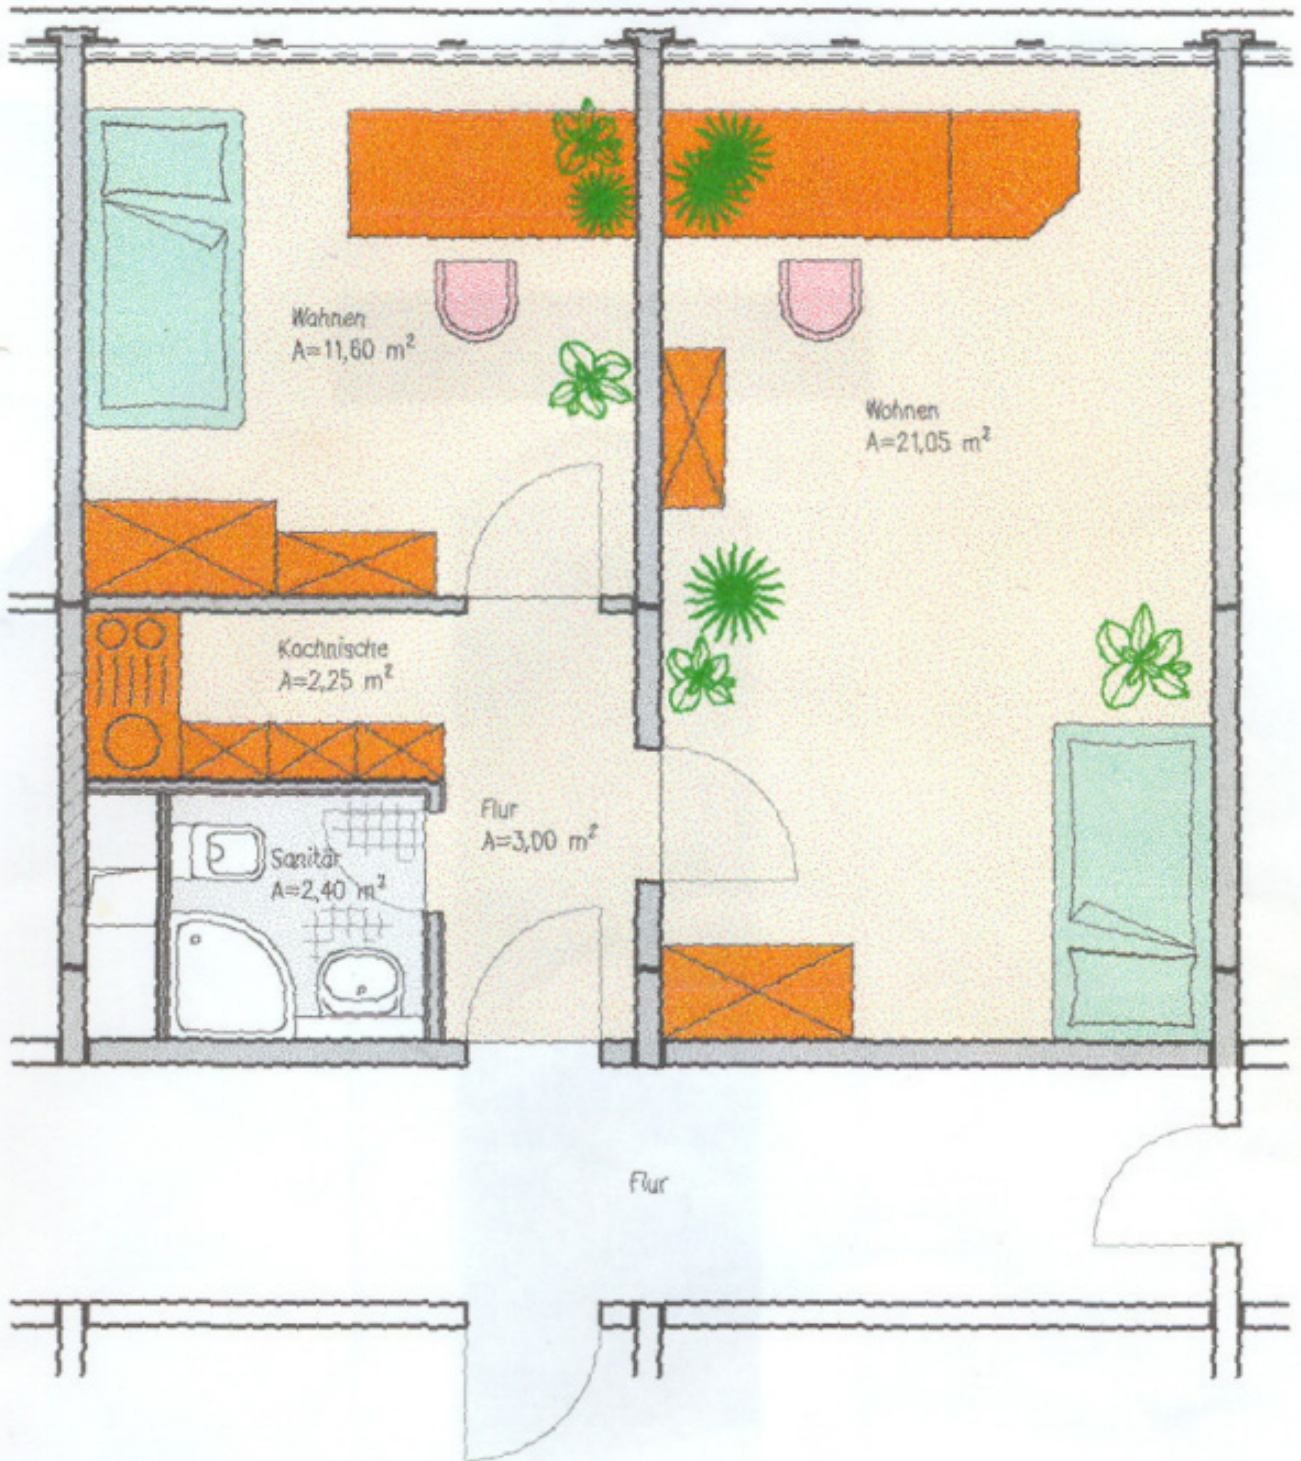 Wohnen
A=11,60 m²
Wohnen
A=21,05 m²
Kochnische
A=2,25 m²
Flur
A=3,00 m²
Sanitär
A=2,40 m²
Flur